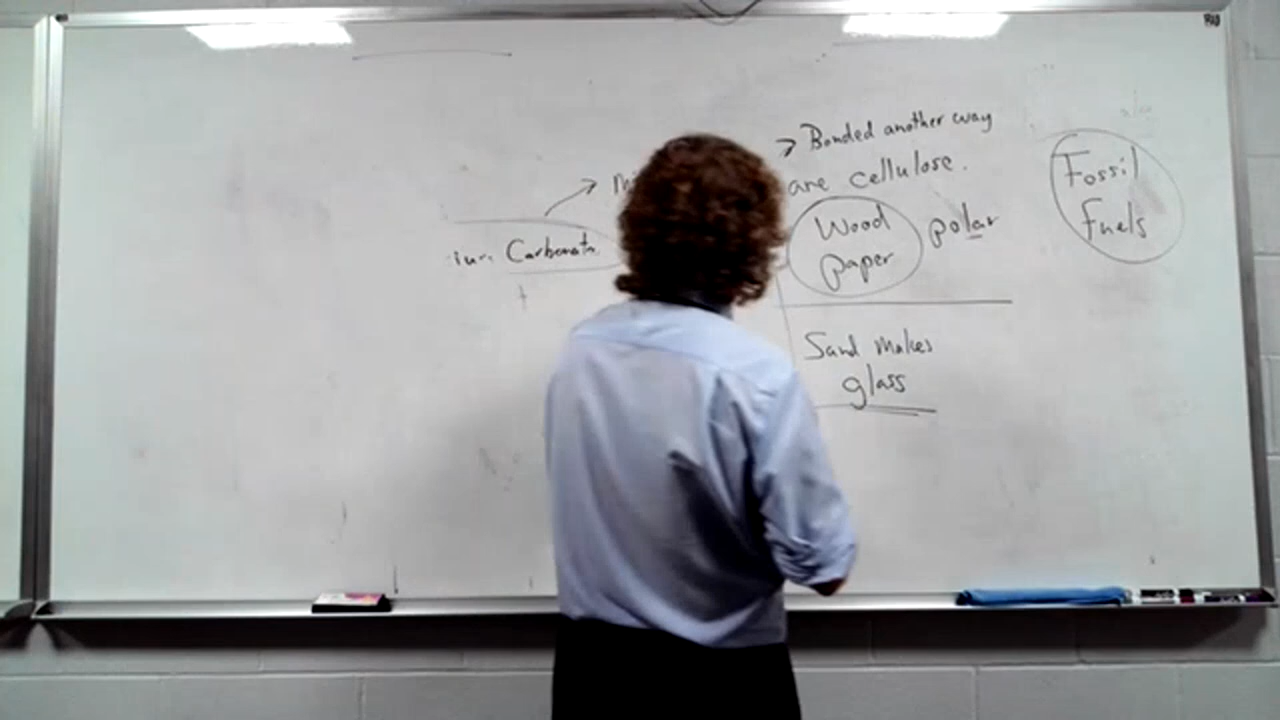 Bonded another way
are cellulose.
Wood
paper
polar
Carbonate
Fossil
fuels
Sand makes
glass